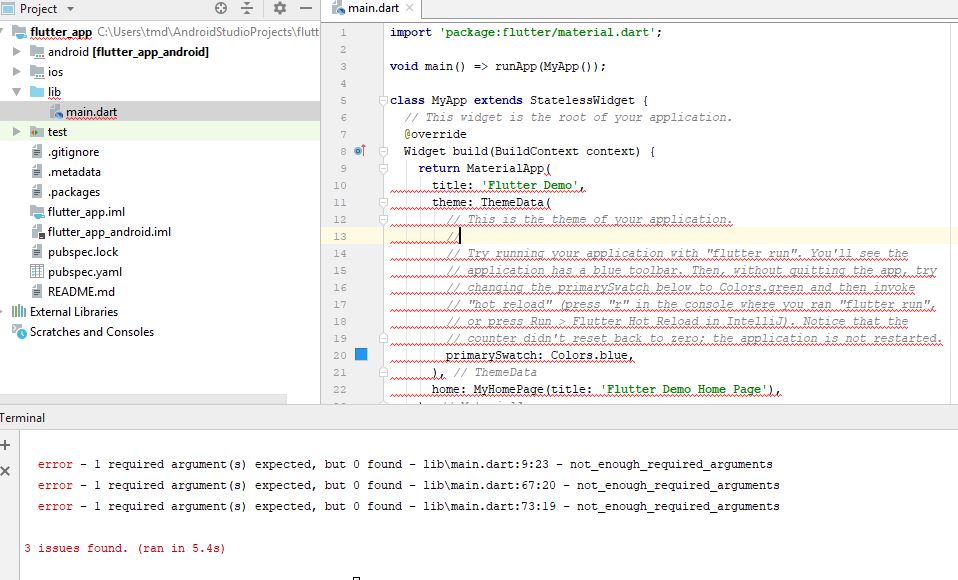 Project
flutter_app C:\Users\tmd\AndroidStudioProjects\flutt
android [flutter_app_android]
ios
lib
main.dart
test
.gitignore
.metadata
.packages
flutter_app.iml
flutter_app_android.iml
pubspec.lock
pubspec.yaml
README.md
External Libraries
Scratches and Consoles
main.dart
1 import 'package:flutter/material.dart';
2
3 void main() => runApp(MyApp());
4
5 class MyApp extends StatelessWidget {
6 // This widget is the root of your application.
7 @override
8 Widget build(BuildContext context) {
9 return MaterialApp(
10 title: 'Flutter Demo',
11 theme: ThemeData(
12 // This is the theme of your application.
13 //
14 // Try running your application with "flutter run". You'll see the
15 // application has a blue toolbar. Then, without quitting the app, try
16 // changing the primarySwatch below to Colors.green and then invoke
17 // "hot reload" (press "r" in the console where you ran "flutter run",
18 // or press Run > Flutter Hot Reload in IntelliJ). Notice that the
19 // counter didn't reset back to zero; the application is not restarted.
20 primarySwatch: Colors.blue,
21 ), // ThemeData
22 home: MyHomePage(title: 'Flutter Demo Home Page'),
Terminal
error - 1 required argument(s) expected, but 0 found - lib\main.dart:9:23 - not_enough_required_arguments
error - 1 required argument(s) expected, but 0 found - lib\main.dart:67:20 - not_enough_required_arguments
error - 1 required argument(s) expected, but 0 found - lib\main.dart:73:19 - not_enough_required_arguments
3 issues found. (ran in 5.4s)